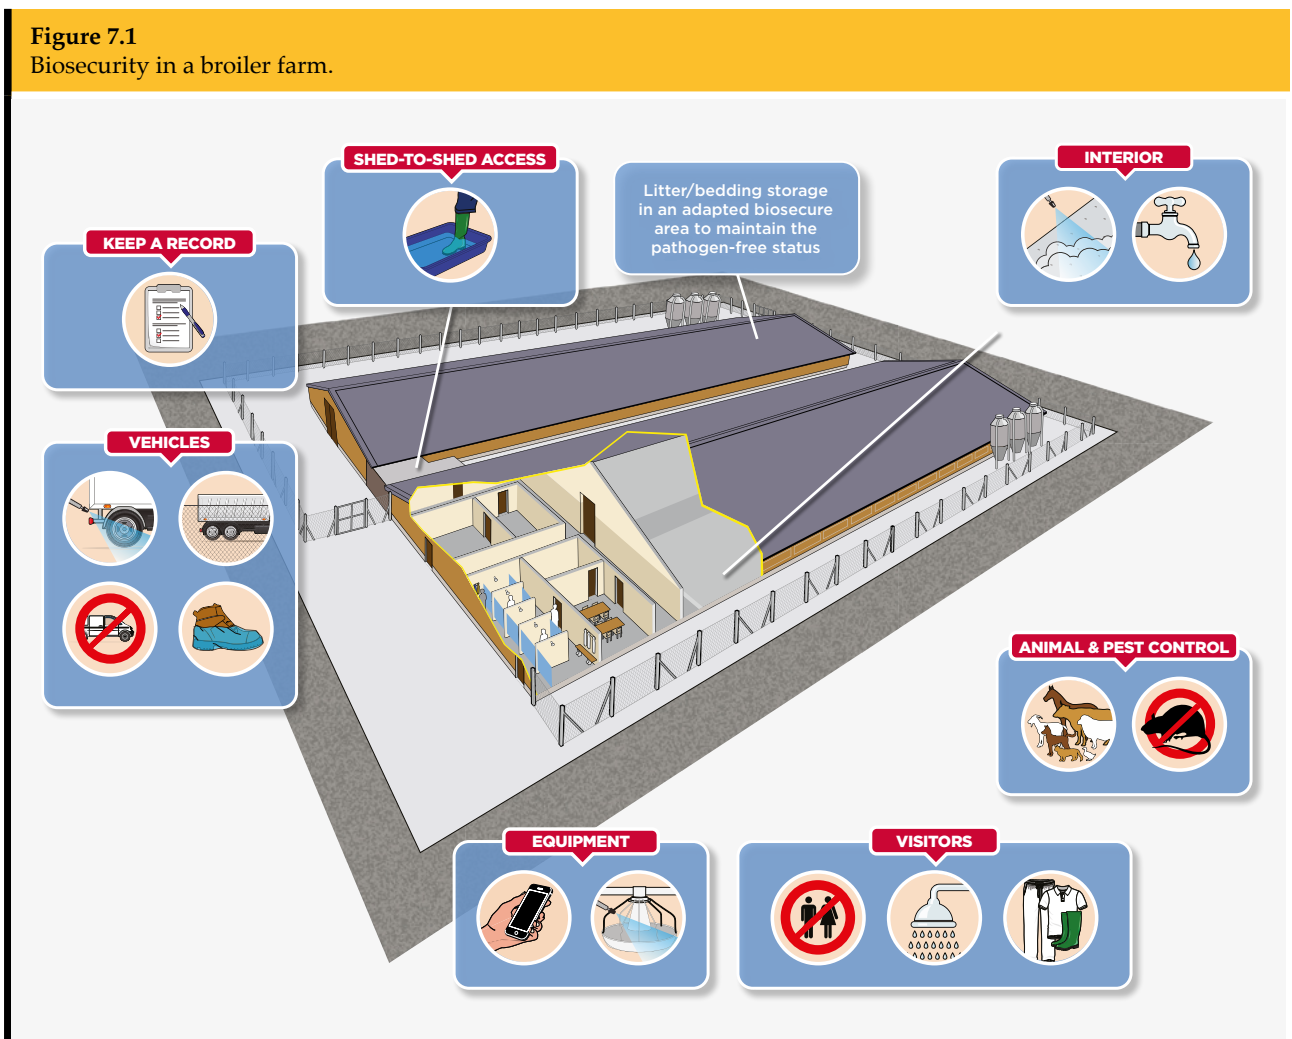 Figure 7.1
Biosecurity in a broiler farm.
SHED-TO-SHED ACCESS
Litter/bedding storage
in an adapted biosecure
area to maintain the
pathogen-free status
INTERIOR
KEEP A RECORD
VEHICLES
ANIMAL & PEST CONTROL
EQUIPMENT
VISITORS